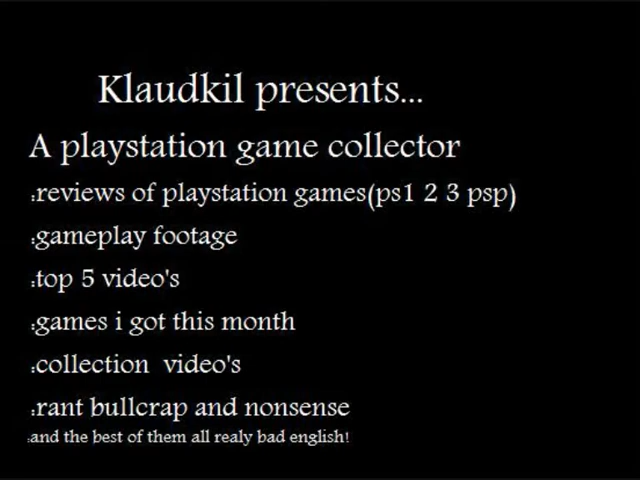 Klaudkil presents...
A playstation game collector
:reviews of playstation games(ps1 2 3 psp)
:gameplay footage
:top 5 video's
:games i got this month
:collection video's
:rant bullcrap and nonsense
:and the best of them all realy bad english!